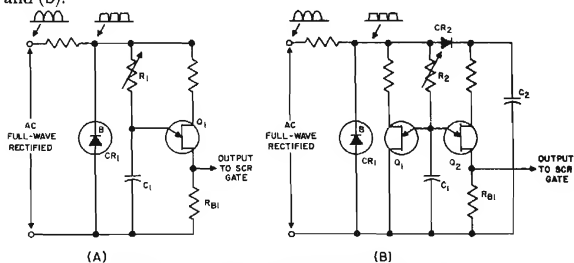 and (B).
R1
Q1
B
CR1
C1
RB1
AC
FULL-WAVE
RECTIFIED
OUTPUT
TO SCR
GATE
(A)
CR2
R2
C2
B
CR1
Q1
Q2
C1
RB1
AC
FULL-WAVE
RECTIFIED
OUTPUT
TO SCR
GATE
(B)